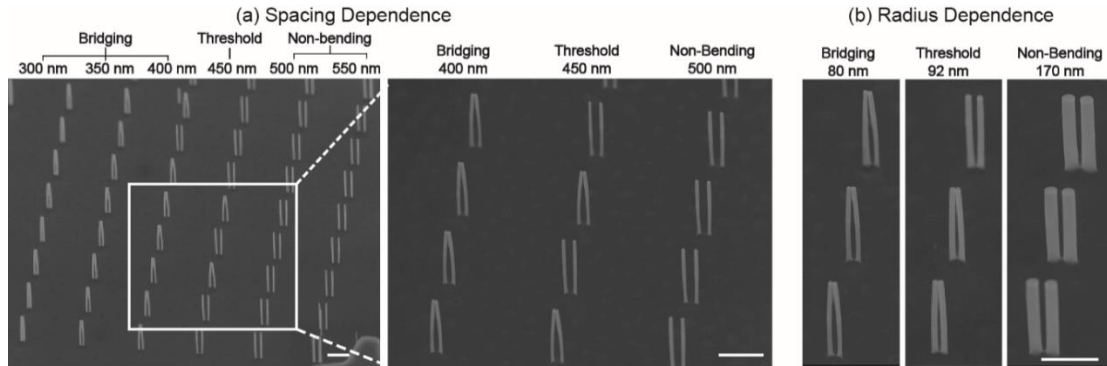 (a) Spacing Dependence
Bridging Threshold Non-bending
300 nm 350 nm 400 nm 450 nm 500 nm 550 nm
Bridging Threshold Non-Bending
400 nm 450 nm 500 nm
(b) Radius Dependence
Bridging Threshold Non-Bending
80 nm 92 nm 170 nm